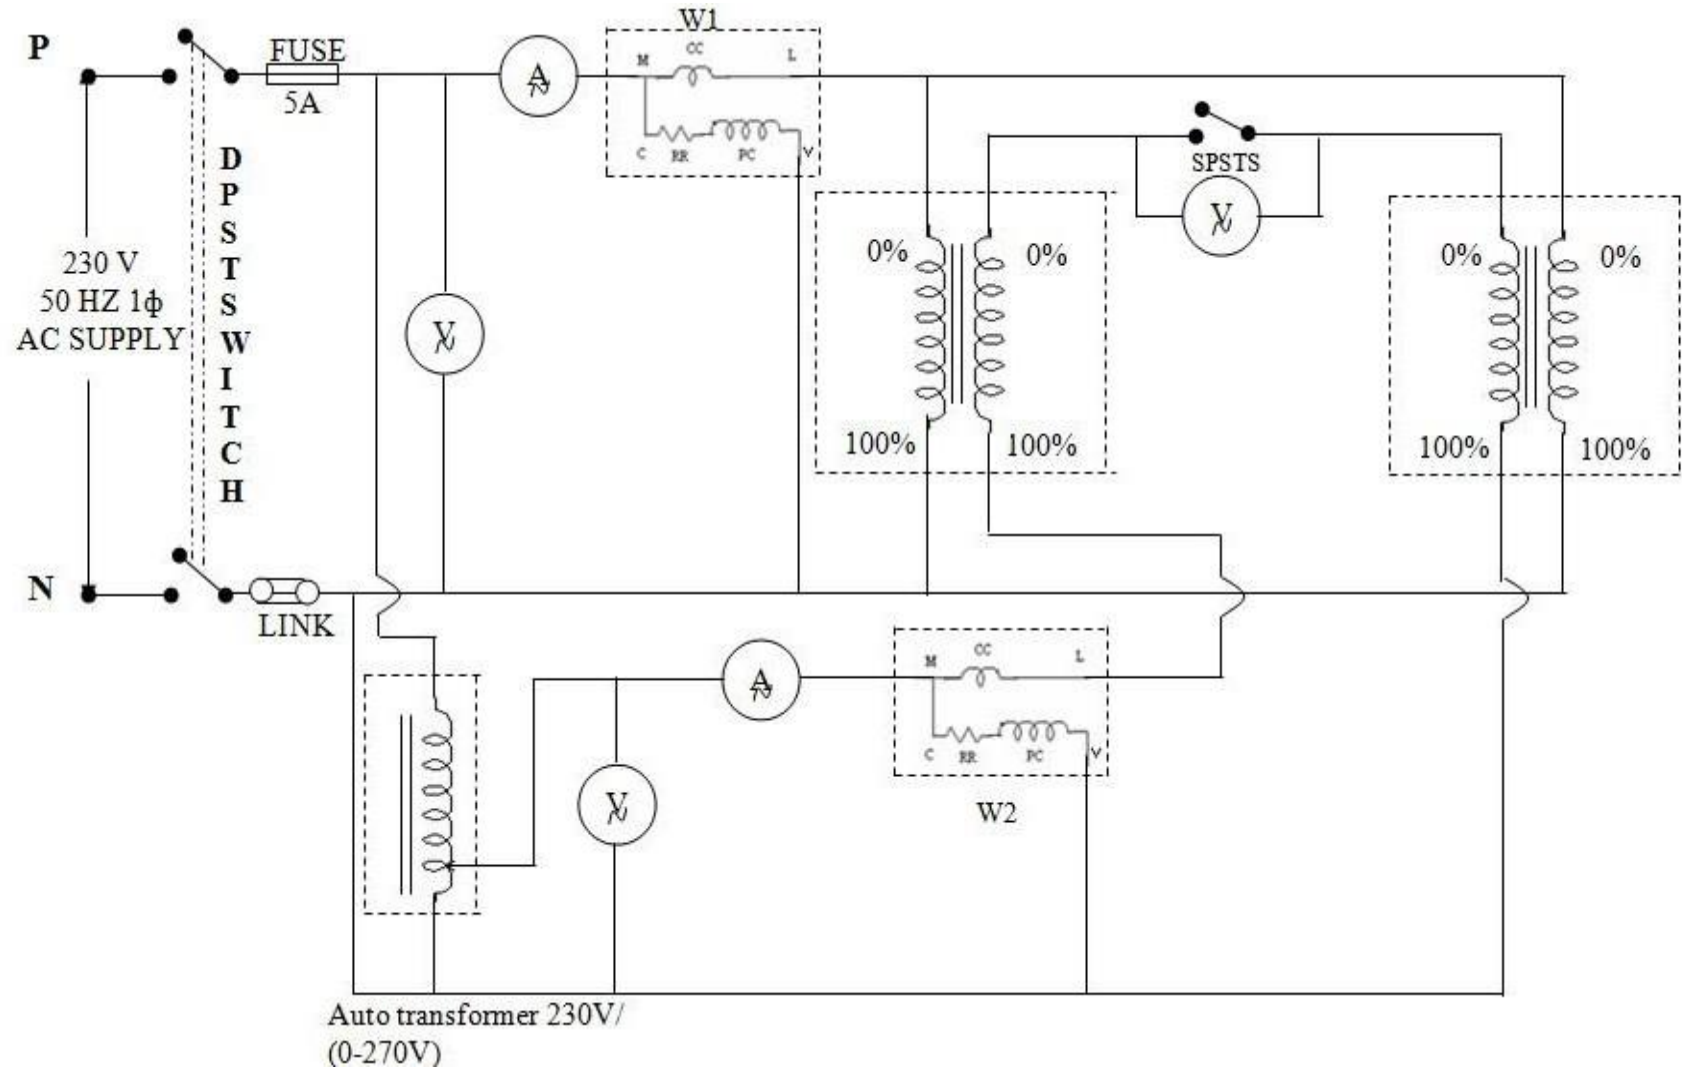 W1
P
FUSE
5A
M
CC
L
C
RR
PC
V
A
SPSTS
V
D
P
S
T
S
W
I
T
C
H
230 V
50 HZ 1ϕ
AC SUPPLY
V
0%
0%
100%
100%
0%
0%
100%
100%
N
LINK
A
M
CC
L
C
RR
PC
V
W2
V
Auto transformer 230V/
(0-270V)